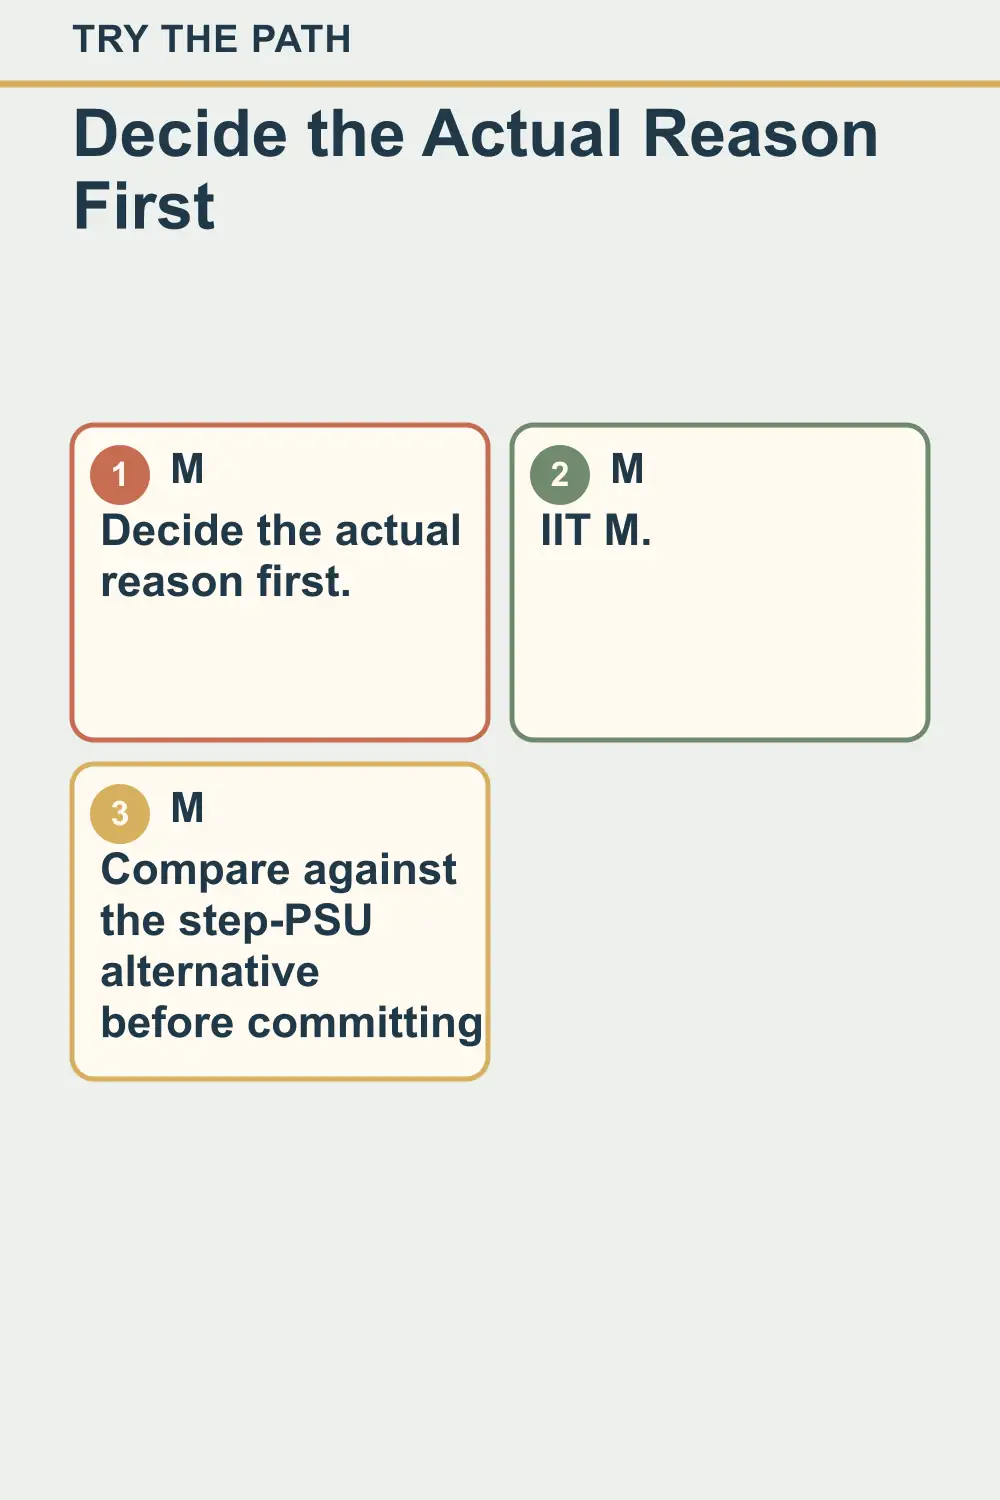 TRY THE PATH
Decide the Actual Reason
First
1 M
Decide the actual
reason first.
2 M
IIT M.
3 M
Compare against
the step-PSU
alternative
before committing